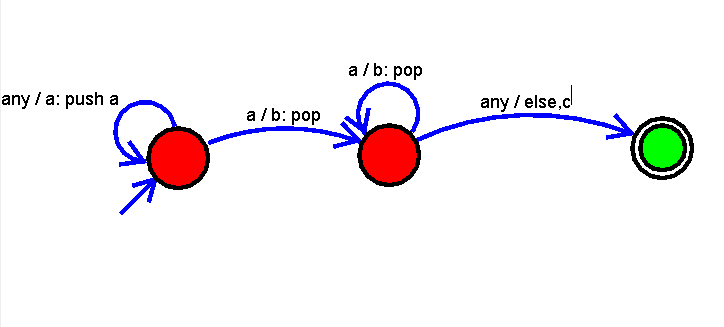 a / b: pop
any / a: push a
a / b: pop
any / else,c